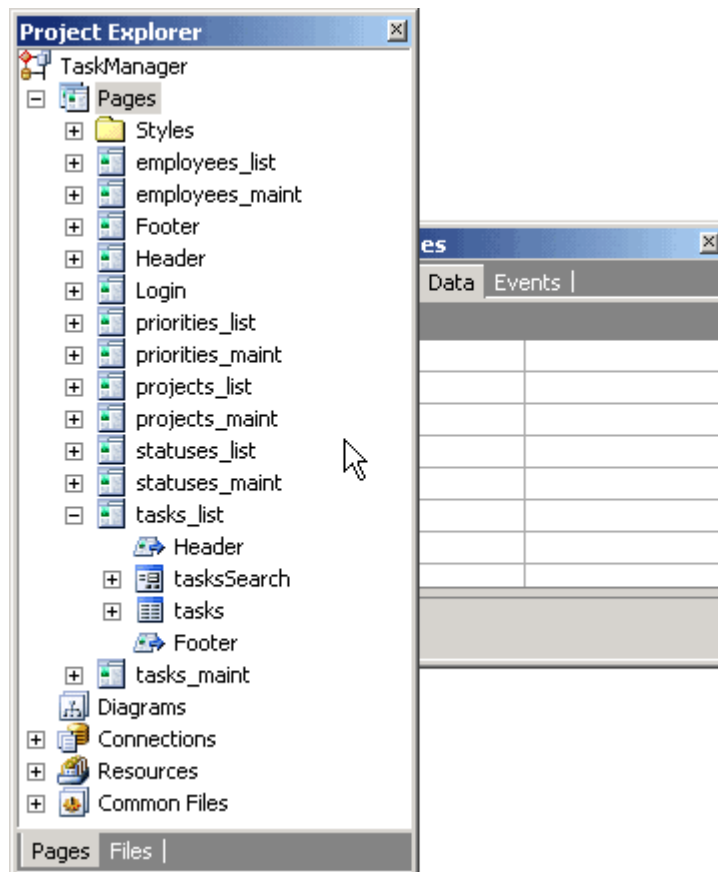 Project Explorer
TaskManager
Pages
Styles
employees_list
employees_maint
Footer
Header
Login
priorities_list
priorities_maint
projects_list
projects_maint
statuses_list
statuses_maint
tasks_list
Header
tasksSearch
tasks
Footer
tasks_maint
Diagrams
Connections
Resources
Common Files
Pages Files
es
Data Events